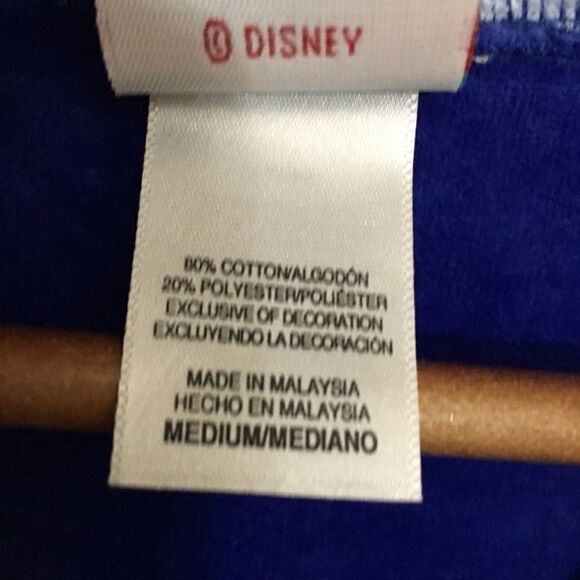 © DISNEY
80% COTTON/ALGODÓN
20% POLYESTER/POLIÉSTER
EXCLUSIVE OF DECORATION
EXCLUYENDO LA DECORACIÓN
MADE IN MALAYSIA
HECHO EN MALAYSIA
MEDIUM/MEDIANO